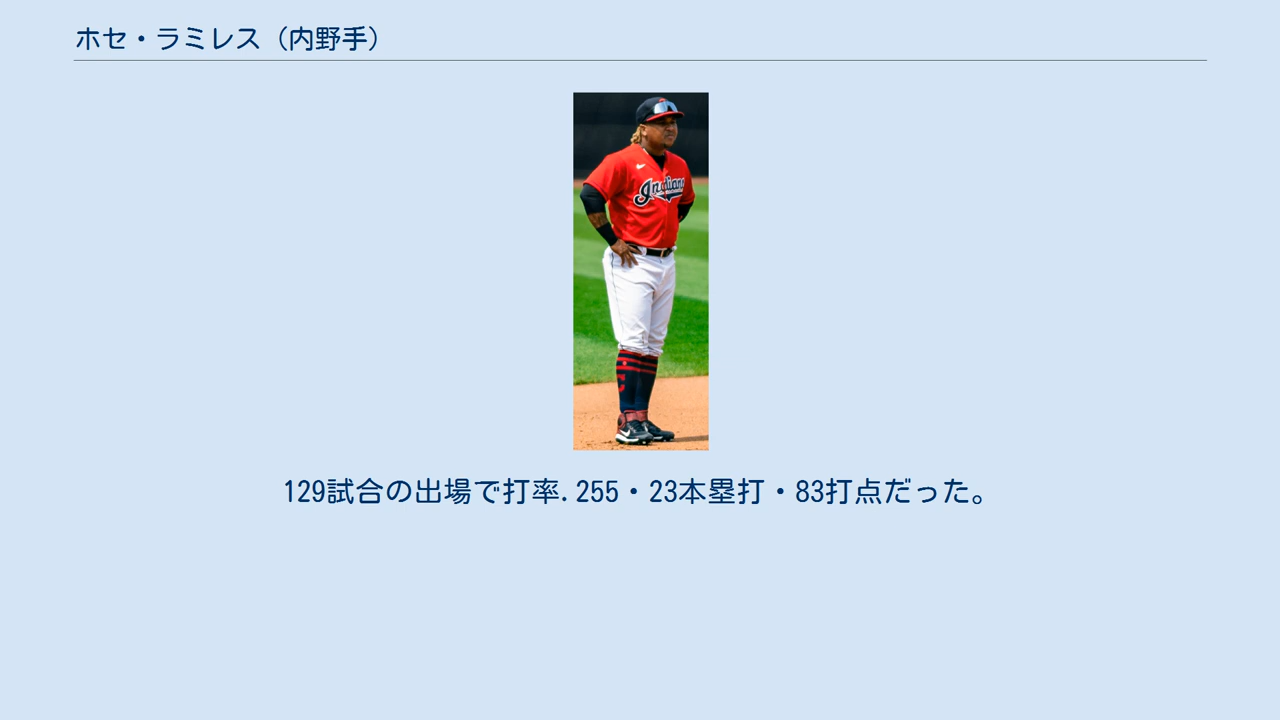 ホセ・ラミレス（内野手）
Indians
129試合の出場で打率.255・23本塁打・83打点だった。